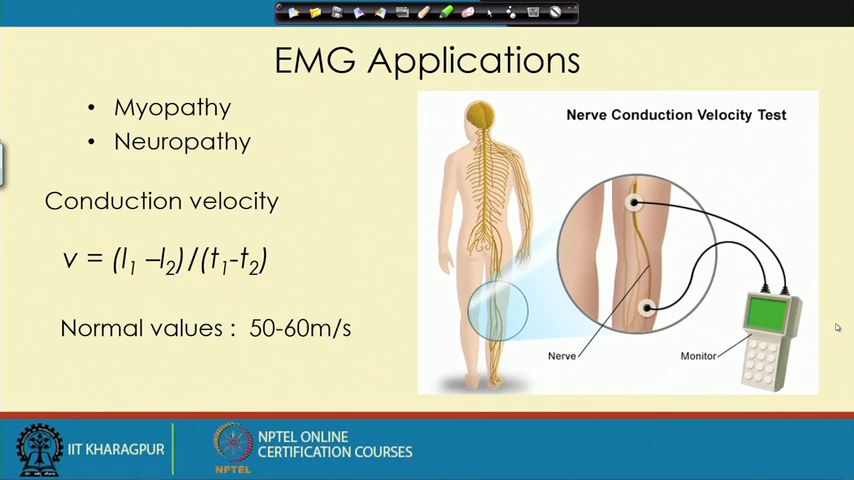 EMG Applications
• Myopathy
• Neuropathy
Conduction velocity
v = (l1 –l2)/(t1-t2)
Normal values : 50-60m/s
Nerve Conduction Velocity Test
Nerve
Monitor
IIT KHARAGPUR
NPTEL
NPTEL ONLINE
CERTIFICATION COURSES